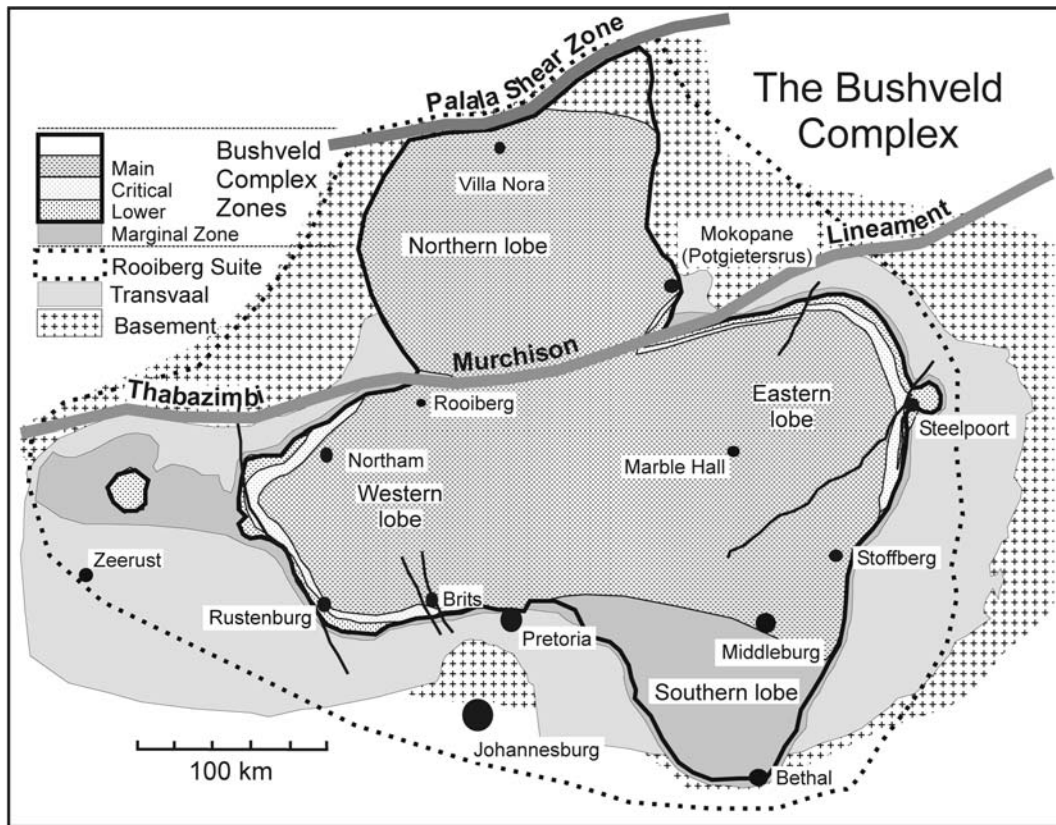 The Bushveld
Complex
Palala Shear Zone
Bushveld
Complex
Zones
Main
Critical
Lower
Marginal Zone
Rooiberg Suite
Transvaal
Basement
Villa Nora
Northern lobe
Mokopane
(Potgietersrus)
Thabazimbi
Murchison
Lineament
Rooiberg
Eastern
lobe
Steelpoort
Northam
Marble Hall
Western
lobe
Zeerust
Stoffberg
Rustenburg
Brits
Pretoria
Middleburg
Southern lobe
Johannesburg
Bethal
100 km